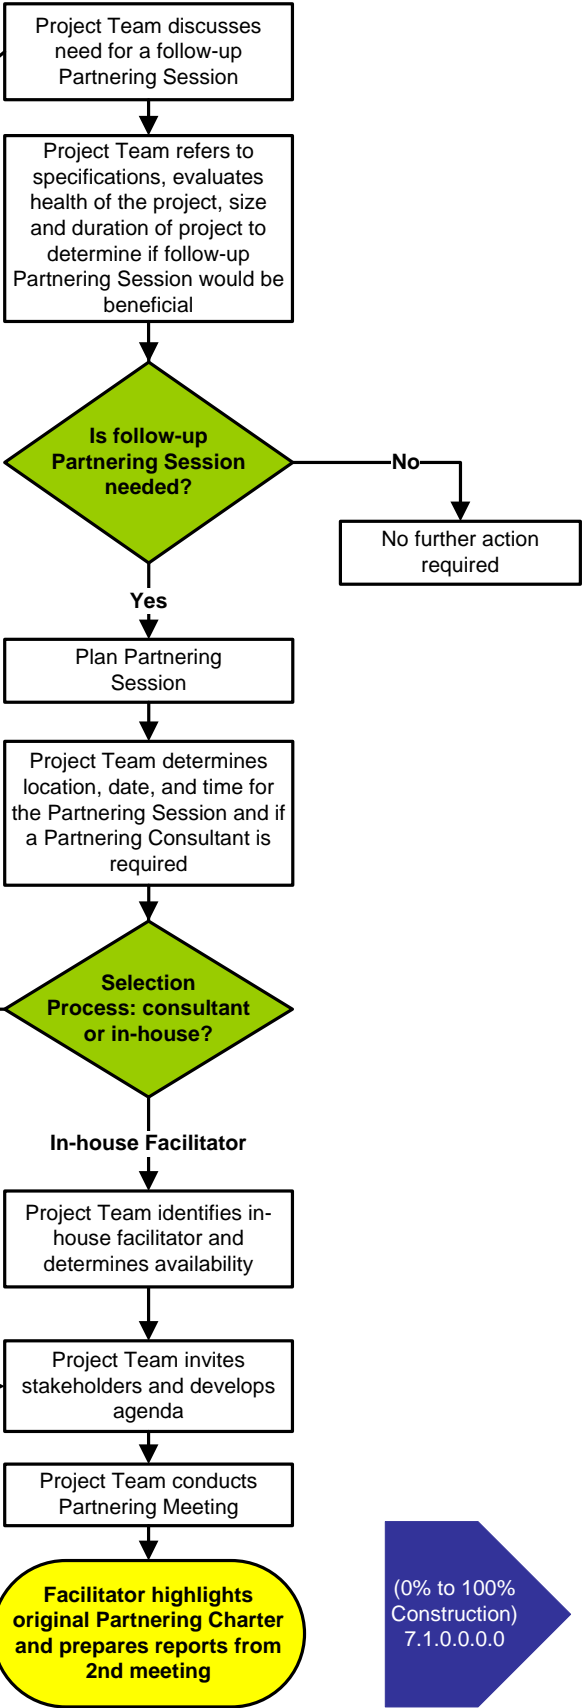 Project Team discusses
need for a follow-up
Partnering Session
Project Team refers to
specifications, evaluates
health of the project, size
and duration of project to
determine if follow-up
Partnering Session would be
beneficial
Is follow-up
Partnering Session
needed?
No
No further action
required
Yes
Plan Partnering
Session
Project Team determines
location, date, and time for
the Partnering Session and if
a Partnering Consultant is
required
Selection
Process: consultant
or in-house?
In-house Facilitator
Project Team identifies in-
house facilitator and
determines availability
Project Team invites
stakeholders and develops
agenda
Project Team conducts
Partnering Meeting
Facilitator highlights
original Partnering Charter
and prepares reports from
2nd meeting
(0% to 100%
Construction)
7.1.0.0.0.0